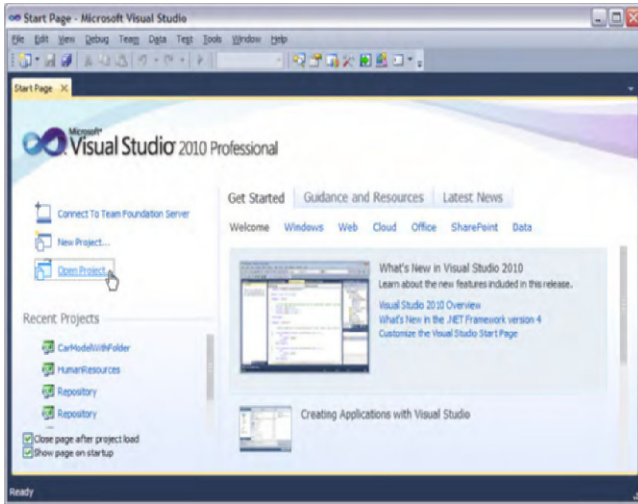 Start Page - Microsoft Visual Studio
File Edit View Debug Team Data Test Tools Window Help
Start Page
Microsoft
Visual Studio 2010 Professional
Connect To Team Foundation Server
New Project...
Open Project...
Recent Projects
CarModelWithFolder
HumanResources
Repository
Repository
Close page after project load
Show page on startup
Get Started Guidance and Resources Latest News
Welcome Windows Web Cloud Office SharePoint Data
What's New in Visual Studio 2010
Learn about the new features included in this release.
Visual Studio 2010 Overview
What's New in the .NET Framework version 4
Customize the Visual Studio Start Page
Creating Applications with Visual Studio
Ready